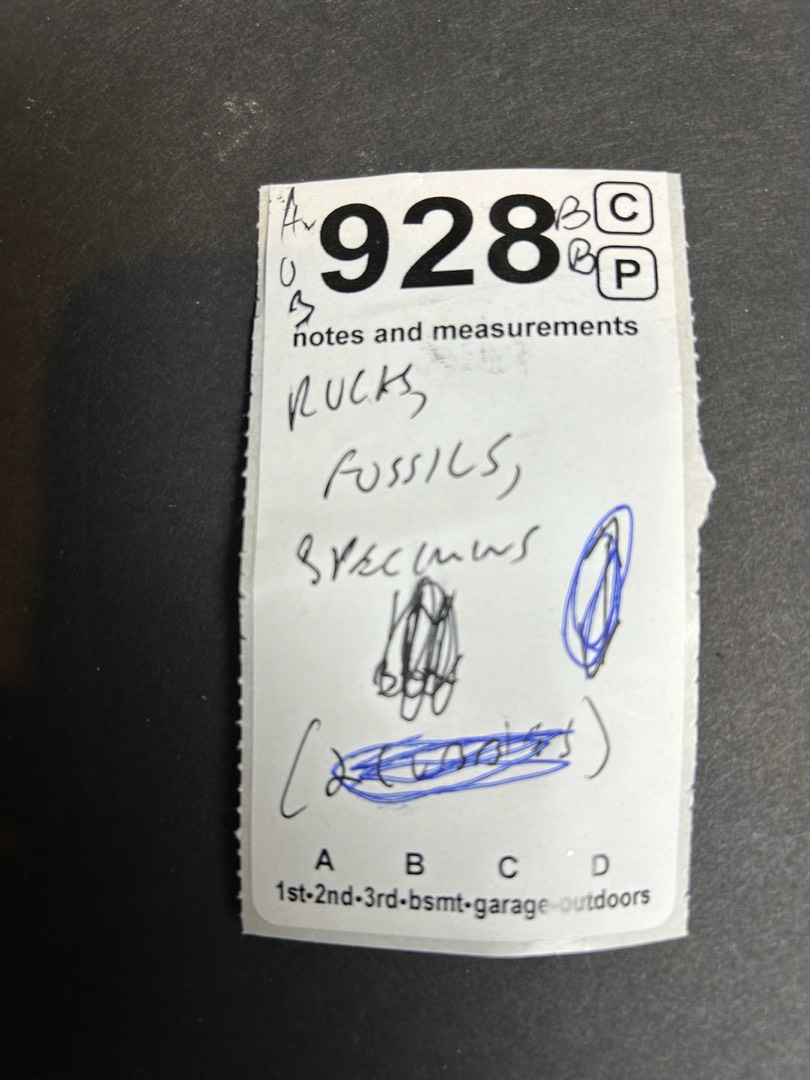 928 B C
B P
notes and measurements
ROCKS,
FOSSILS,
SPECIMENS
A B C D
1st•2nd•3rd•bsmt•garage•outdoors